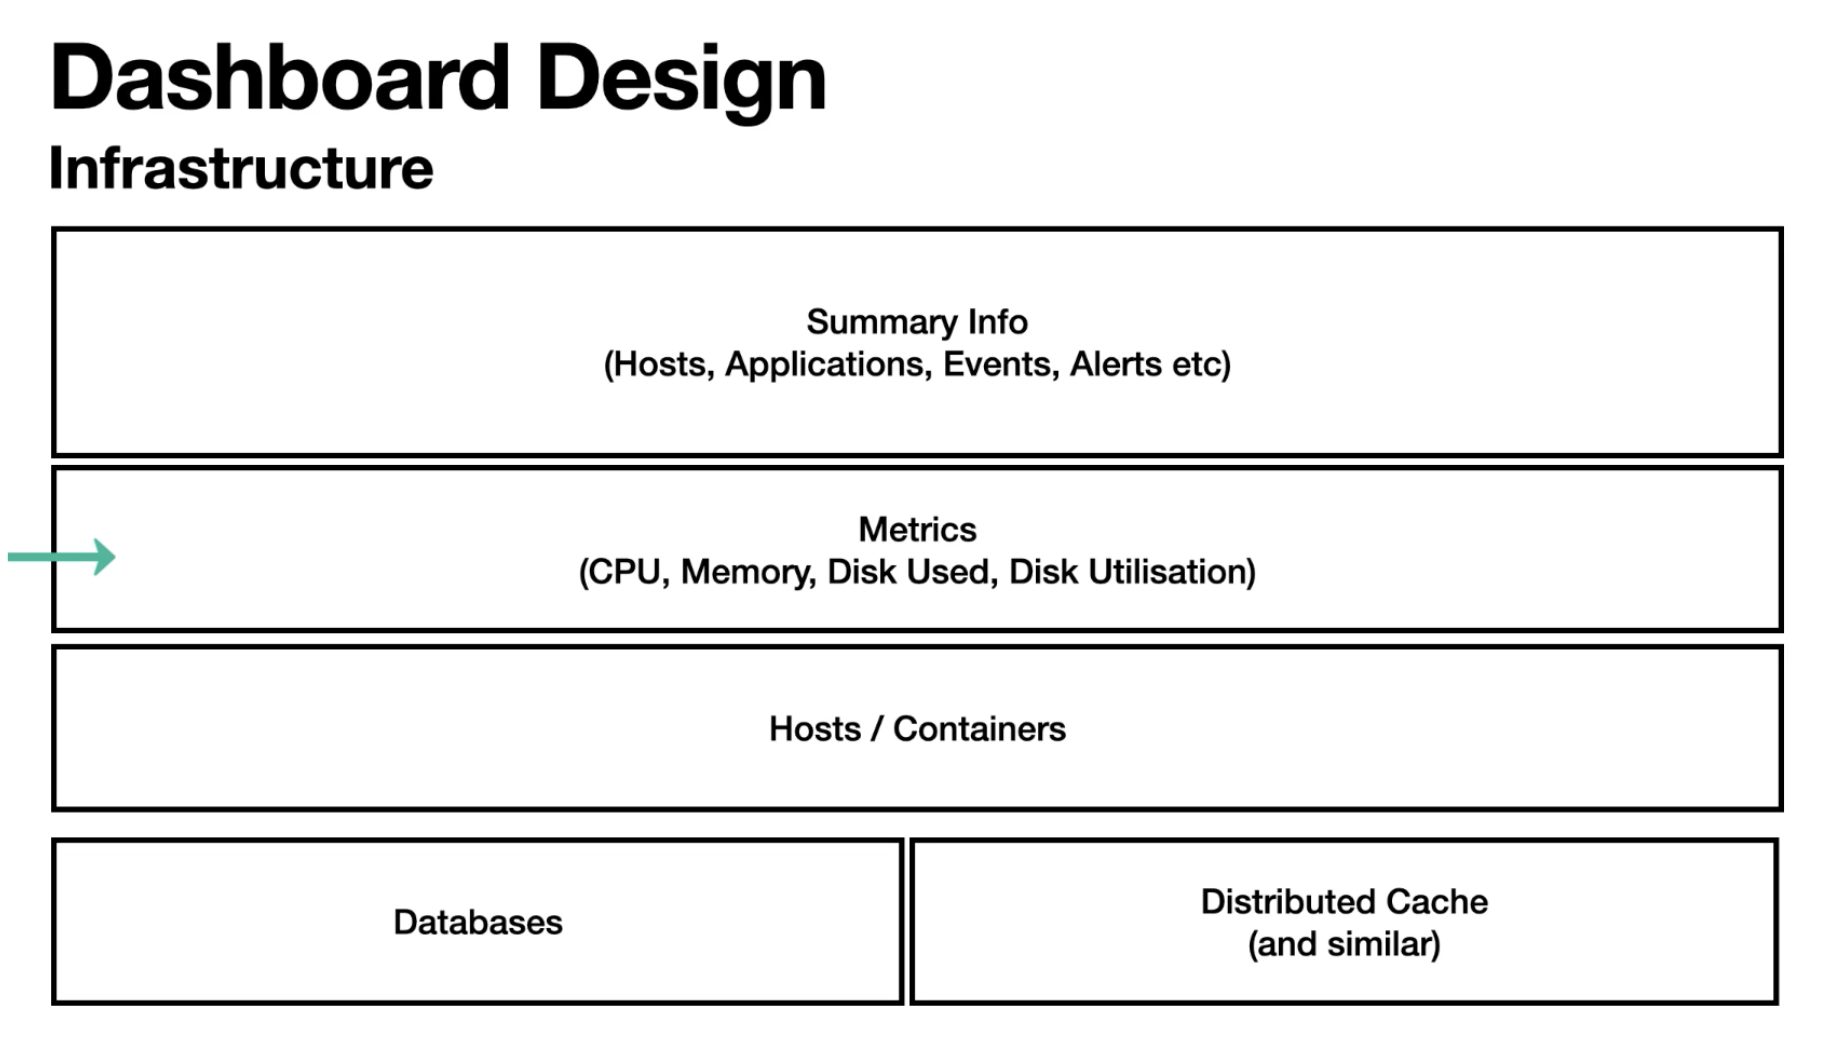 Dashboard Design
Infrastructure
Summary Info
(Hosts, Applications, Events, Alerts etc)
Metrics
(CPU, Memory, Disk Used, Disk Utilisation)
Hosts / Containers
Databases
Distributed Cache
(and similar)